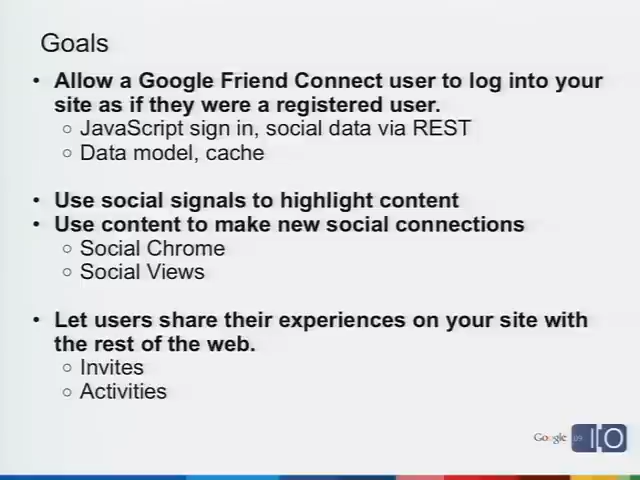 Goals
• Allow a Google Friend Connect user to log into your
site as if they were a registered user.
○ JavaScript sign in, social data via REST
○ Data model, cache
• Use social signals to highlight content
• Use content to make new social connections
○ Social Chrome
○ Social Views
• Let users share their experiences on your site with
the rest of the web.
○ Invites
○ Activities
Google 09 IO